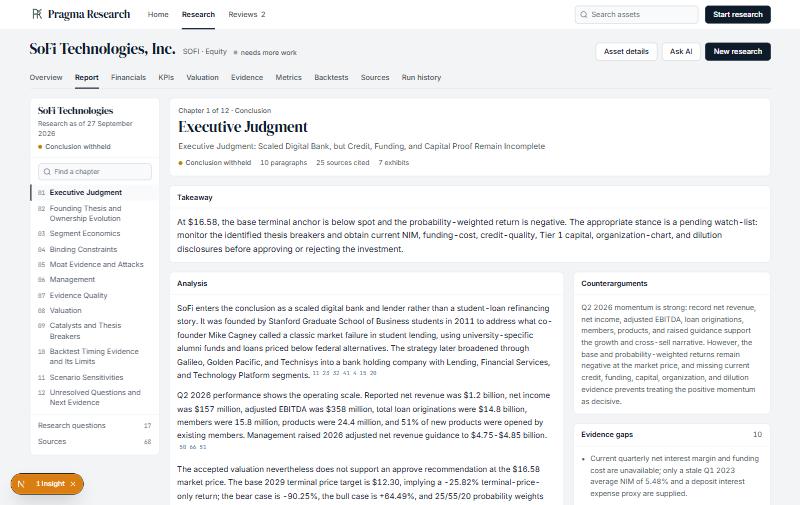 Pragma Research
Home
Research
Reviews 2
Search assets
Start research
SoFi Technologies, Inc.
SOFI · Equity
needs more work
Asset details
Ask AI
New research
Overview
Report
Financials
KPIs
Valuation
Evidence
Metrics
Backtests
Sources
Run history
SoFi Technologies
Research as of 27 September
2026
Conclusion withheld
Find a chapter
01 Executive Judgment
02 Founding Thesis and
Ownership Evolution
03 Segment Economics
04 Binding Constraints
05 Moat Evidence and Attacks
06 Management
07 Evidence Quality
08 Valuation
09 Catalysts and Thesis
Breakers
10 Backtest Timing Evidence
and Its Limits
11 Scenario Sensitivities
12 Unresolved Questions and
Next Evidence
Research questions 17
Sources 68
1 Insight
Chapter 1 of 12 · Conclusion
Executive Judgment
Executive Judgment: Scaled Digital Bank, but Credit, Funding, and Capital Proof Remain Incomplete
Conclusion withheld
10 paragraphs
25 sources cited
7 exhibits
Takeaway
At $16.58, the base terminal anchor is below spot and the probability-weighted return is negative. The appropriate stance is a pending watch-list:
monitor the identified thesis breakers and obtain current NIM, funding-cost, credit-quality, Tier 1 capital, organization-chart, and dilution
disclosures before approving or rejecting the investment.
Analysis
SoFi enters the conclusion as a scaled digital bank and lender rather than a student-loan refinancing
story. It was founded by Stanford Graduate School of Business students in 2011 to address what co-
founder Mike Cagney called a classic market failure in student lending, using university-specific
alumni funds and loans priced below federal alternatives. The strategy later broadened through
Galileo, Golden Pacific, and Technisys into a bank holding company with Lending, Financial Services,
and Technology Platform segments. 11 23 32 41 4 15 20
Q2 2026 performance shows the operating scale. Reported net revenue was $1.2 billion, net income
was $157 million, adjusted EBITDA was $358 million, total loan originations were $14.8 billion,
members were 15.8 million, products were 24.4 million, and 51% of new products were opened by
existing members. Management raised 2026 adjusted net revenue guidance to $4.75-$4.85 billion.
50 66 51
The accepted valuation nevertheless does not support an approve recommendation at the $16.58
market price. The base 2029 terminal price target is $12.30, implying a -25.82% terminal-price-
only return; the bear case is -90.25%, the bull case is +64.49%, and 25/55/20 probability weights
Counterarguments
Q2 2026 momentum is strong: record net revenue,
net income, adjusted EBITDA, loan originations,
members, products, and raised guidance support
the growth and cross-sell narrative. However, the
base and probability-weighted returns remain
negative at the market price, and missing current
credit, funding, capital, organization, and dilution
evidence prevents treating the positive momentum
as decisive.
Evidence gaps 10
• Current quarterly net interest margin and funding
cost are unavailable; only a stale Q1 2023
average NIM of 5.48% and a deposit interest
expense proxy are supplied.